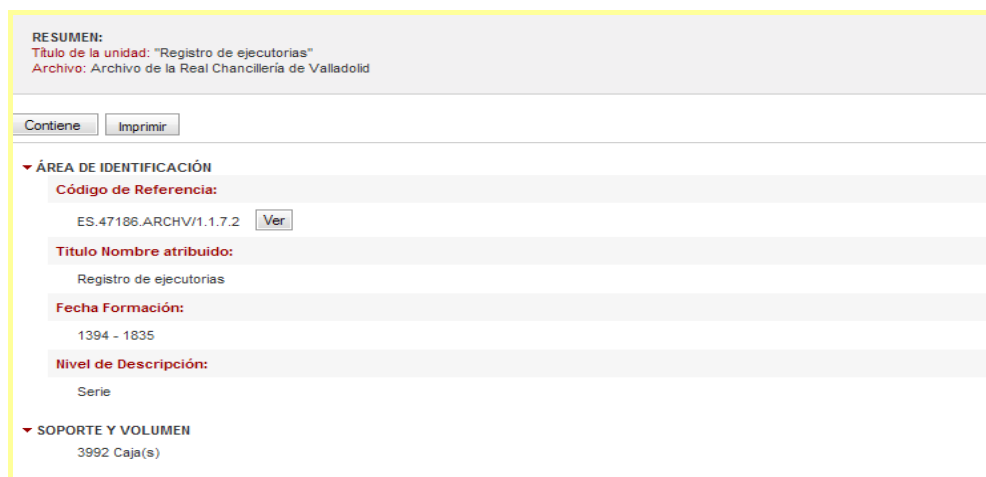 RESUMEN:
Título de la unidad: "Registro de ejecutorias"
Archivo: Archivo de la Real Chancillería de Valladolid
Contiene Imprimir
ÁREA DE IDENTIFICACIÓN
Código de Referencia:
ES.47186.ARCHV/1.1.7.2 Ver
Titulo Nombre atribuido:
Registro de ejecutorias
Fecha Formación:
1394 - 1835
Nivel de Descripción:
Serie
SOPORTE Y VOLUMEN
3992 Caja(s)